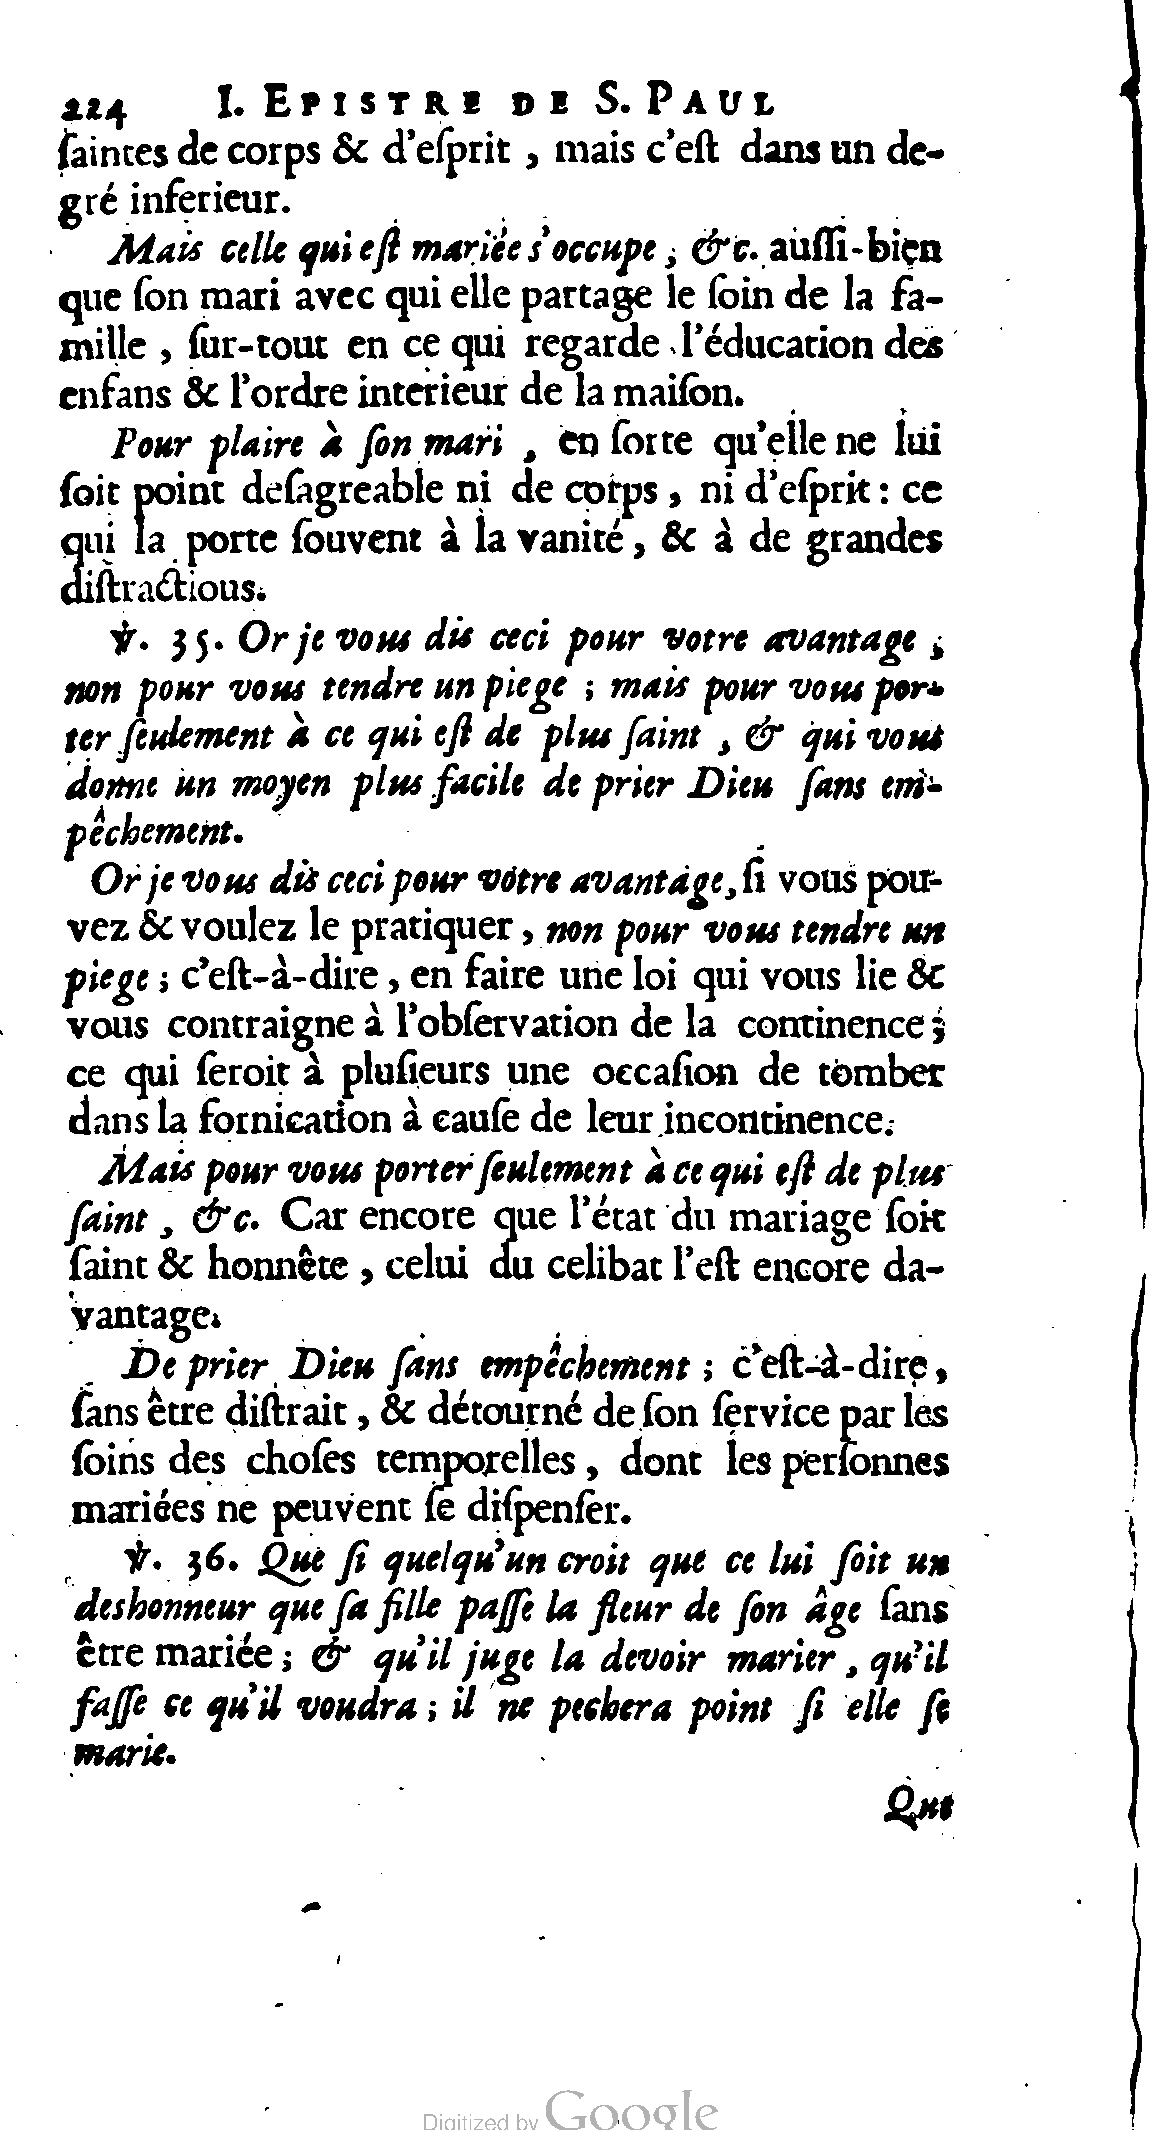 224 I. EPISTRE DE S. PAUL
ſaintes de corps & d'eſprit , mais c'eſt dans un de-
gré inferieur.
Mais celle qui eſt mariée s'occupe , &c. auſſi-bien
que ſon mari avec qui elle partage le ſoin de la fa-
mille , ſur-tout en ce qui regarde l'éducation des
enfans & l'ordre interieur de la maiſon.
Pour plaire à ſon mari , en ſorte qu'elle ne lui
ſoit point deſagreable ni de corps , ni d'eſprit : ce
qui la porte ſouvent à la vanité , & à de grandes
diſtractious.
℣. 35. Or je vous dis ceci pour votre avantage ,
non pour vous tendre un piege ; mais pour vous por-
ter ſeulement à ce qui eſt de plus ſaint , & qui vous
donne un moyen plus facile de prier Dieu ſans em-
pêchement.
Or je vous dis ceci pour vôtre avantage, ſi vous pou-
vez & voulez le pratiquer , non pour vous tendre un
piege ; c'eſt-à-dire , en faire une loi qui vous lie &
vous contraigne à l'obſervation de la continence ;
ce qui ſeroit à pluſieurs une occaſion de tomber
dans la fornication à cauſe de leur incontinence.
Mais pour vous porter ſeulement à ce qui eſt de plus
ſaint , &c. Car encore que l'état du mariage ſoit
ſaint & honnête , celui du celibat l'eſt encore da-
vantage.
De prier Dieu ſans empêchement ; c'eſt-à-dire ,
ſans être diſtrait , & détourné de ſon ſervice par les
ſoins des choſes temporelles , dont les perſonnes
mariées ne peuvent ſe diſpenſer.
℣. 36. Que ſi quelqu'un croit que ce lui ſoit un
deshonneur que ſa fille paſſe la fleur de ſon âge ſans
être mariée ; & qu'il juge la devoir marier , qu'il
faſſe ce qu'il voudra ; il ne pechera point ſi elle ſe
marie.
Que
Digitized by Google